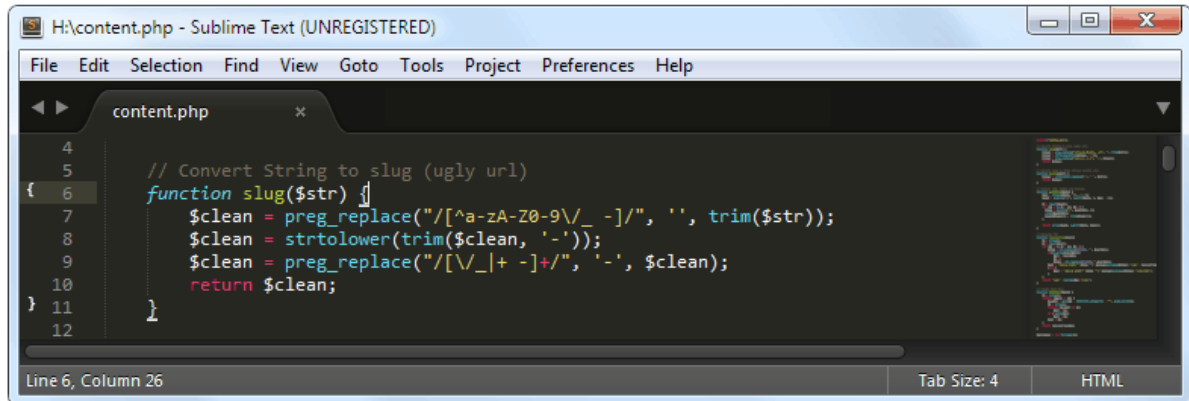 H:\content.php - Sublime Text (UNREGISTERED)
File Edit Selection Find View Goto Tools Project Preferences Help
content.php ×
4
5 // Convert String to slug (ugly url)
{ 6 function slug($str) {
7 $clean = preg_replace("/[^a-zA-Z0-9\/_ -]/", '', trim($str));
8 $clean = strtolower(trim($clean, '-'));
9 $clean = preg_replace("/[\/_|+ -]+/", '-', $clean);
10 return $clean;
} 11 }
12
Line 6, Column 26 Tab Size: 4 HTML